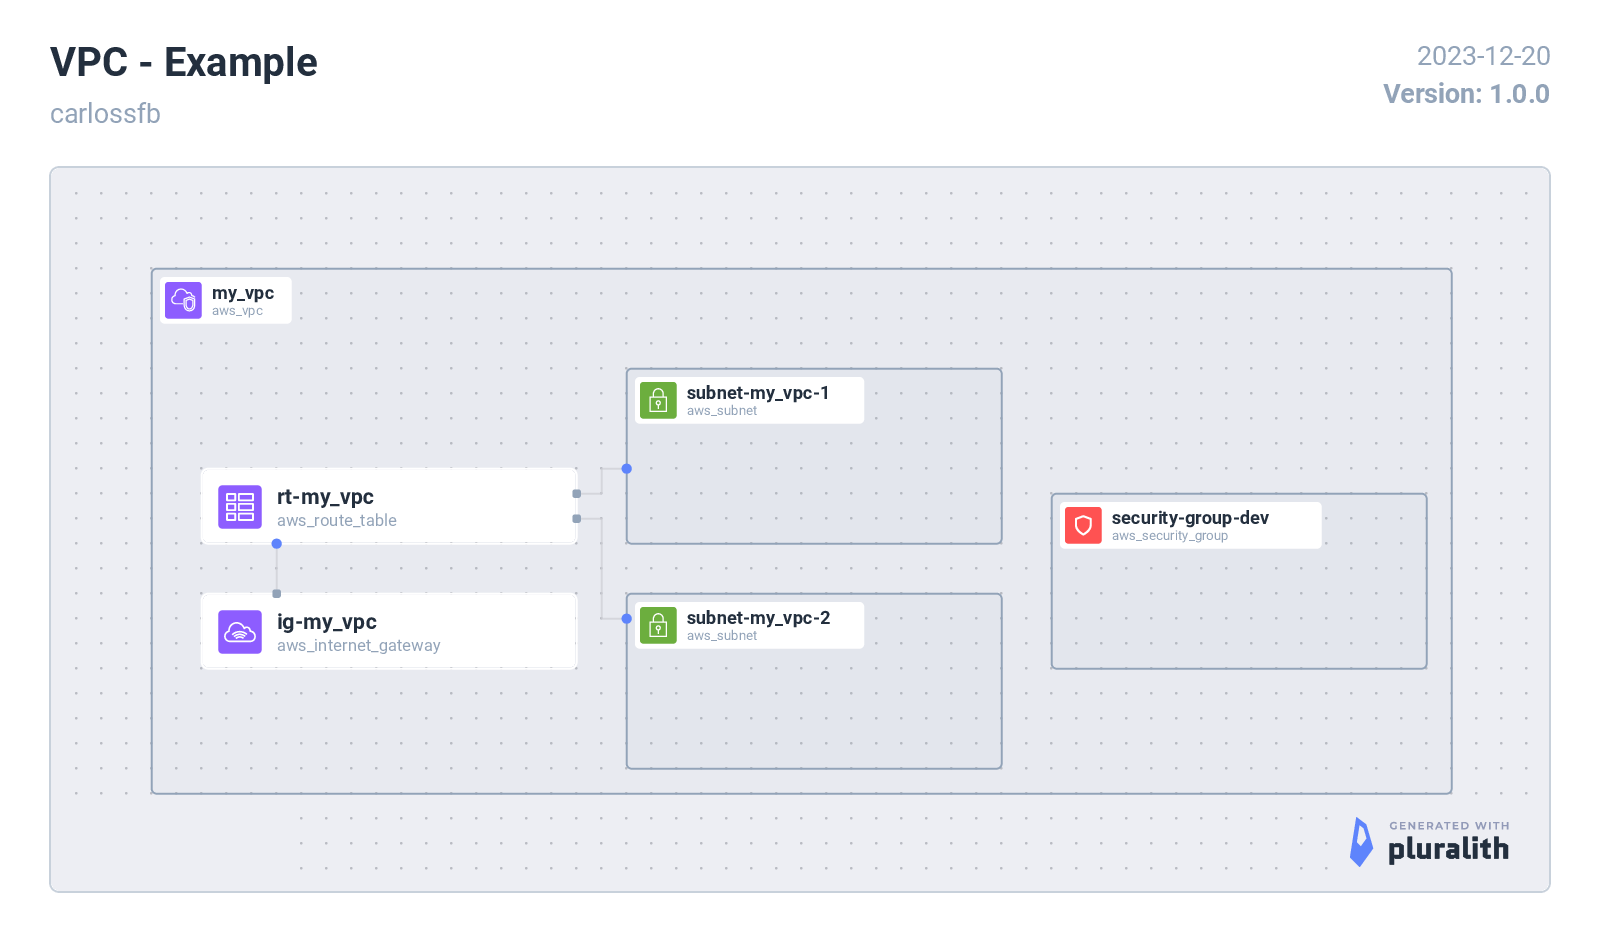 VPC - Example
carlossfb
2023-12-20
Version: 1.0.0
my_vpc
aws_vpc
subnet-my_vpc-1
aws_subnet
rt-my_vpc
aws_route_table
security-group-dev
aws_security_group
ig-my_vpc
aws_internet_gateway
subnet-my_vpc-2
aws_subnet
GENERATED WITH
pluralith